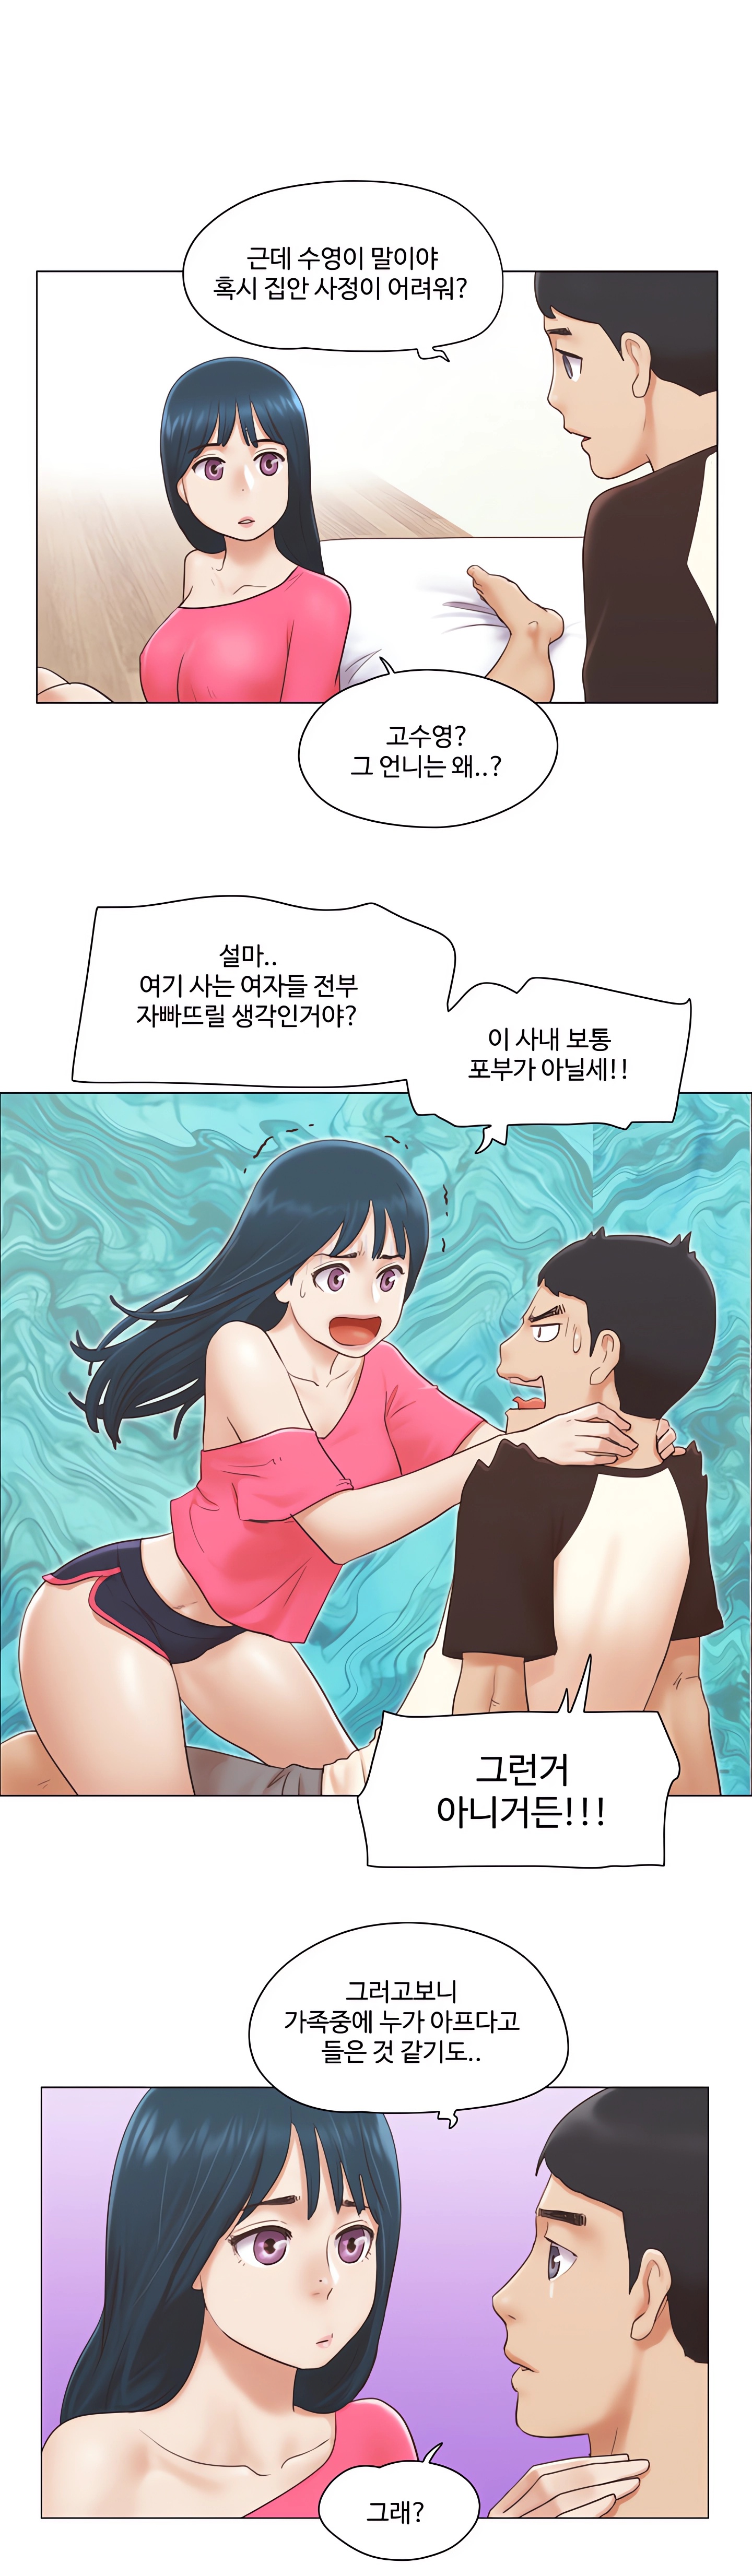 근데 수영이 말이야
혹시 집안 사정이 어려워?
고수영?
그 언니는 왜..?
설마..
여기 사는 여자들 전부
자빠뜨릴 생각인거야?
이 사내 보통
포부가 아닐세!!
그런거
아니거든!!!
그러고보니
가족중에 누가 아프다고
들은 것 같기도..
그래?